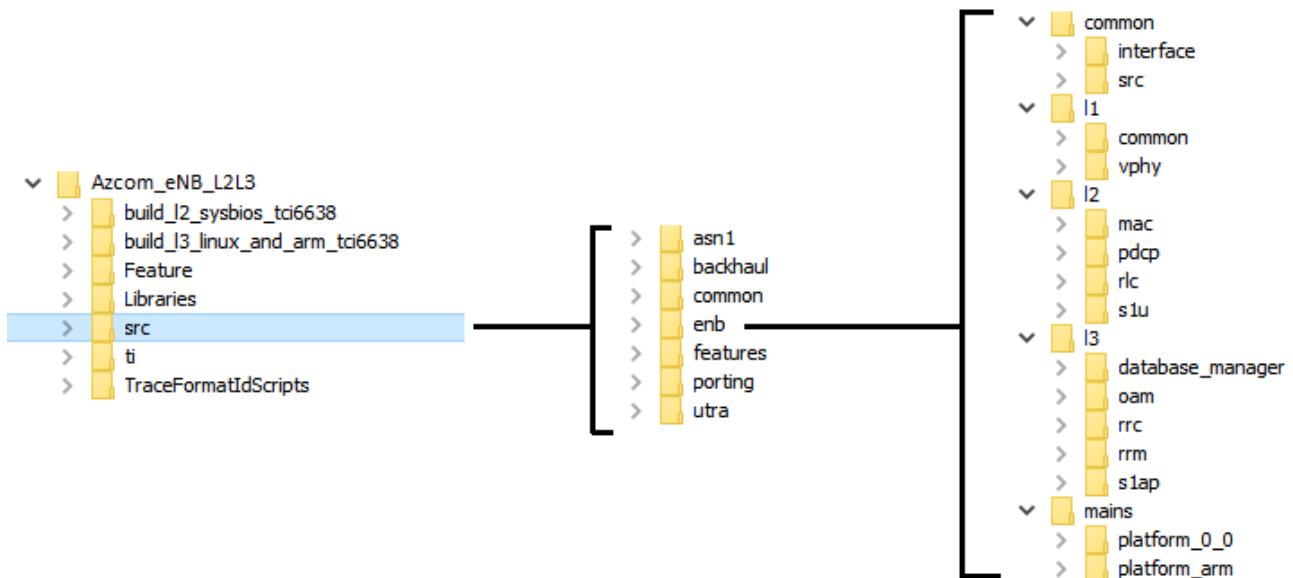 Azcom_eNB_L2L3
build_l2_sysbios_tci6638
build_l3_linux_and_arm_tci6638
Feature
Libraries
src
ti
TraceFormatIdScripts
asn1
backhaul
common
enb
features
porting
utra
common
interface
src
l1
common
vphy
l2
mac
pdcp
rlc
s1u
l3
database_manager
oam
rrc
rrm
s1ap
mains
platform_0_0
platform_arm